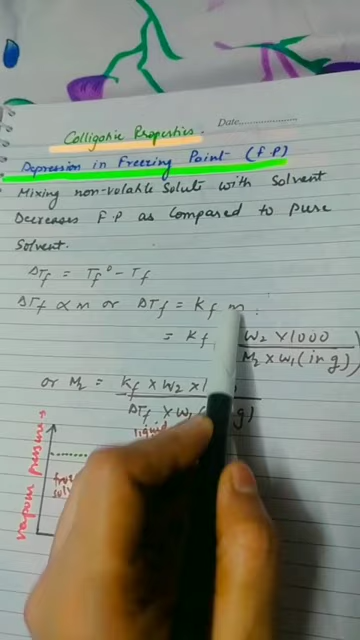 Date
Colligative Properties.
Depression in Freezing Point (F.P)
Mixing non-volatile Solute with Solvent
Decreases F.P as compared to pure
Solvent.
ΔTf = Tf° - Tf
ΔTf ∝ m or ΔTf = Kf m.
= Kf W2 × 1000
M2 × W1 (in g)
or M2 = Kf × W2 × 1
ΔTf × W1 g)
liquid
vapour pressure →